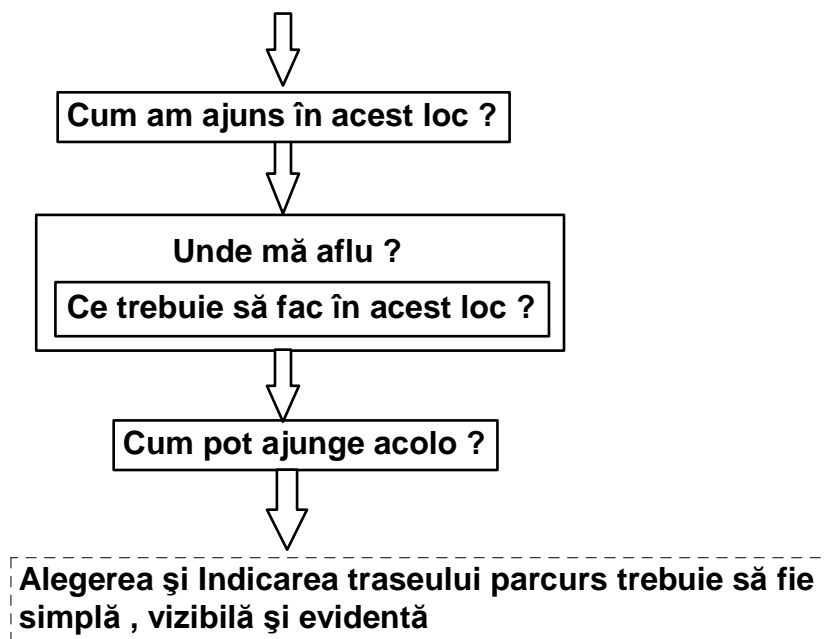 Cum am ajuns în acest loc ?
Unde mă aflu ?
Ce trebuie să fac în acest loc ?
Cum pot ajunge acolo ?
Alegerea şi Indicarea traseului parcurs trebuie să fie
simplă , vizibilă şi evidentă